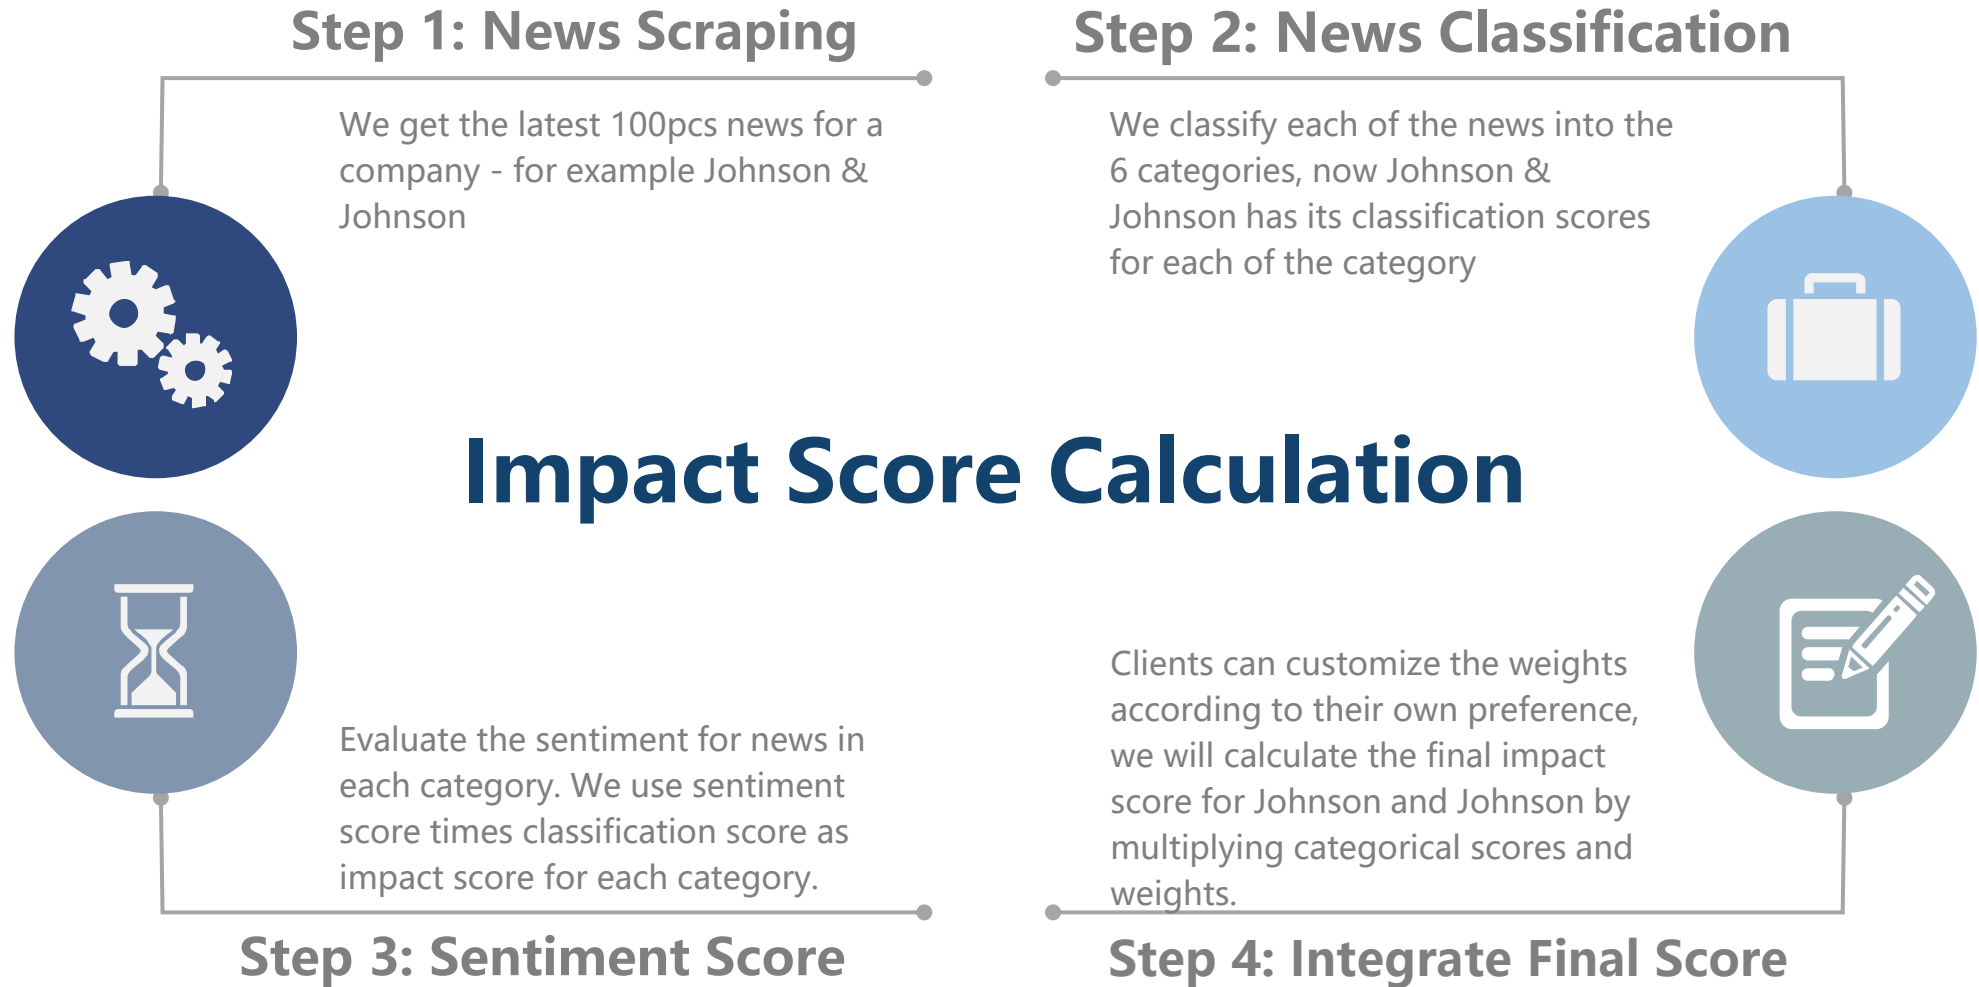 Step 1: News Scraping
We get the latest 100pcs news for a
company - for example Johnson &
Johnson
Step 2: News Classification
We classify each of the news into the
6 categories, now Johnson &
Johnson has its classification scores
for each of the category
Impact Score Calculation
Evaluate the sentiment for news in
each category. We use sentiment
score times classification score as
impact score for each category.
Step 3: Sentiment Score
Clients can customize the weights
according to their own preference,
we will calculate the final impact
score for Johnson and Johnson by
multiplying categorical scores and
weights.
Step 4: Integrate Final Score